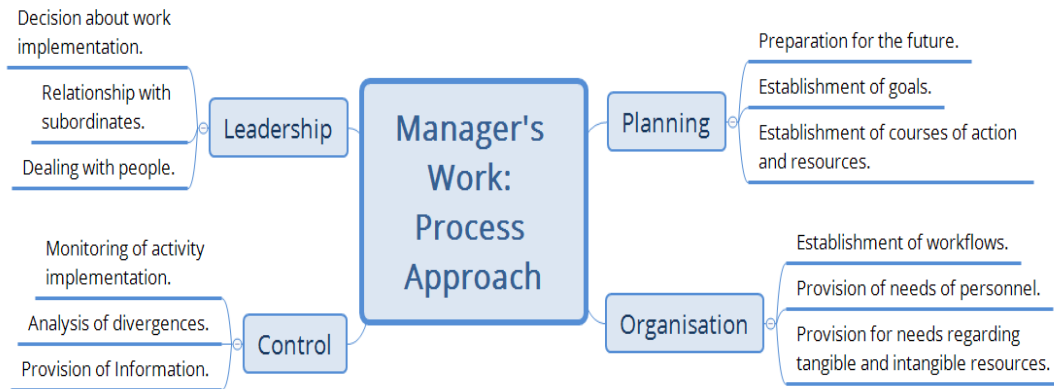 Decision about work
implementation.
Relationship with
subordinates.
Dealing with people.
Leadership
Monitoring of activity
implementation.
Analysis of divergences.
Provision of Information.
Control
Manager's
Work:
Process
Approach
Planning
Preparation for the future.
Establishment of goals.
Establishment of courses of action
and resources.
Organisation
Establishment of workflows.
Provision of needs of personnel.
Provision for needs regarding
tangible and intangible resources.